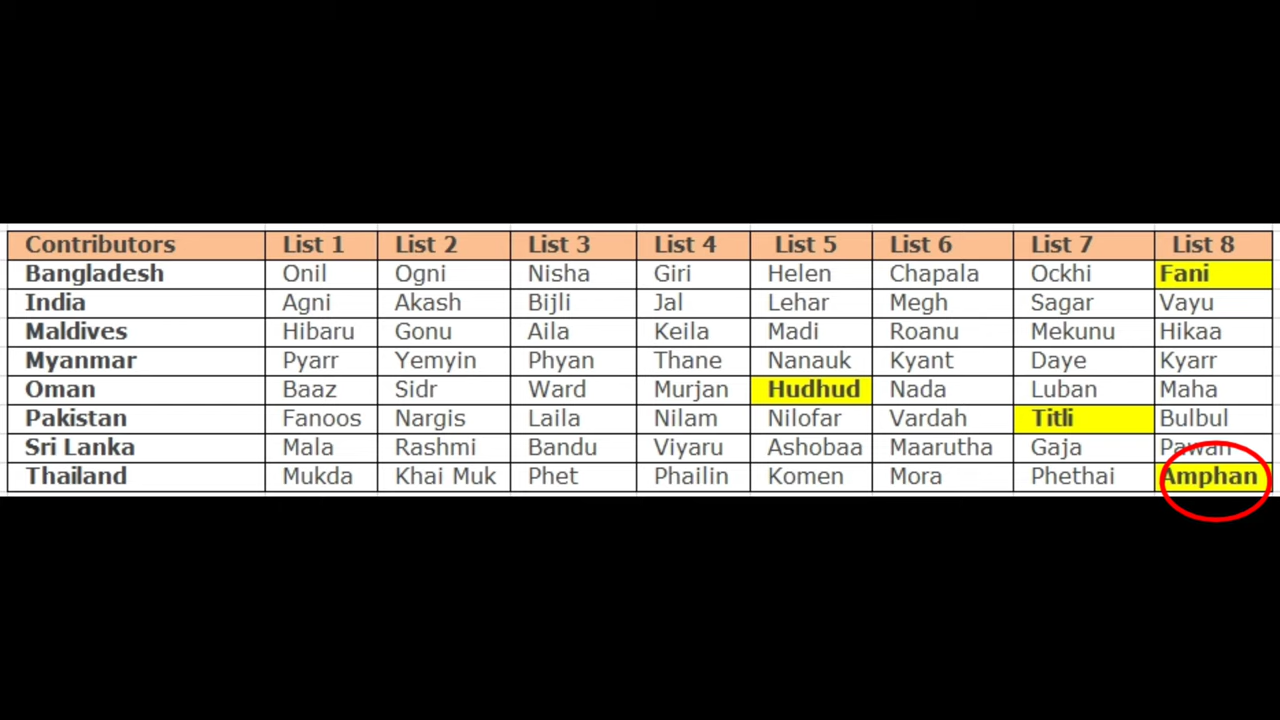 Contributors List 1 List 2 List 3 List 4 List 5 List 6 List 7 List 8
Bangladesh Onil Ogni Nisha Giri Helen Chapala Ockhi Fani
India Agni Akash Bijli Jal Lehar Megh Sagar Vayu
Maldives Hibaru Gonu Aila Keila Madi Roanu Mekunu Hikaa
Myanmar Pyarr Yemyin Phyan Thane Nanauk Kyant Daye Kyarr
Oman Baaz Sidr Ward Murjan Hudhud Nada Luban Maha
Pakistan Fanoos Nargis Laila Nilam Nilofar Vardah Titli Bulbul
Sri Lanka Mala Rashmi Bandu Viyaru Ashobaa Maarutha Gaja Pawan
Thailand Mukda Khai Muk Phet Phailin Komen Mora Phethai Amphan